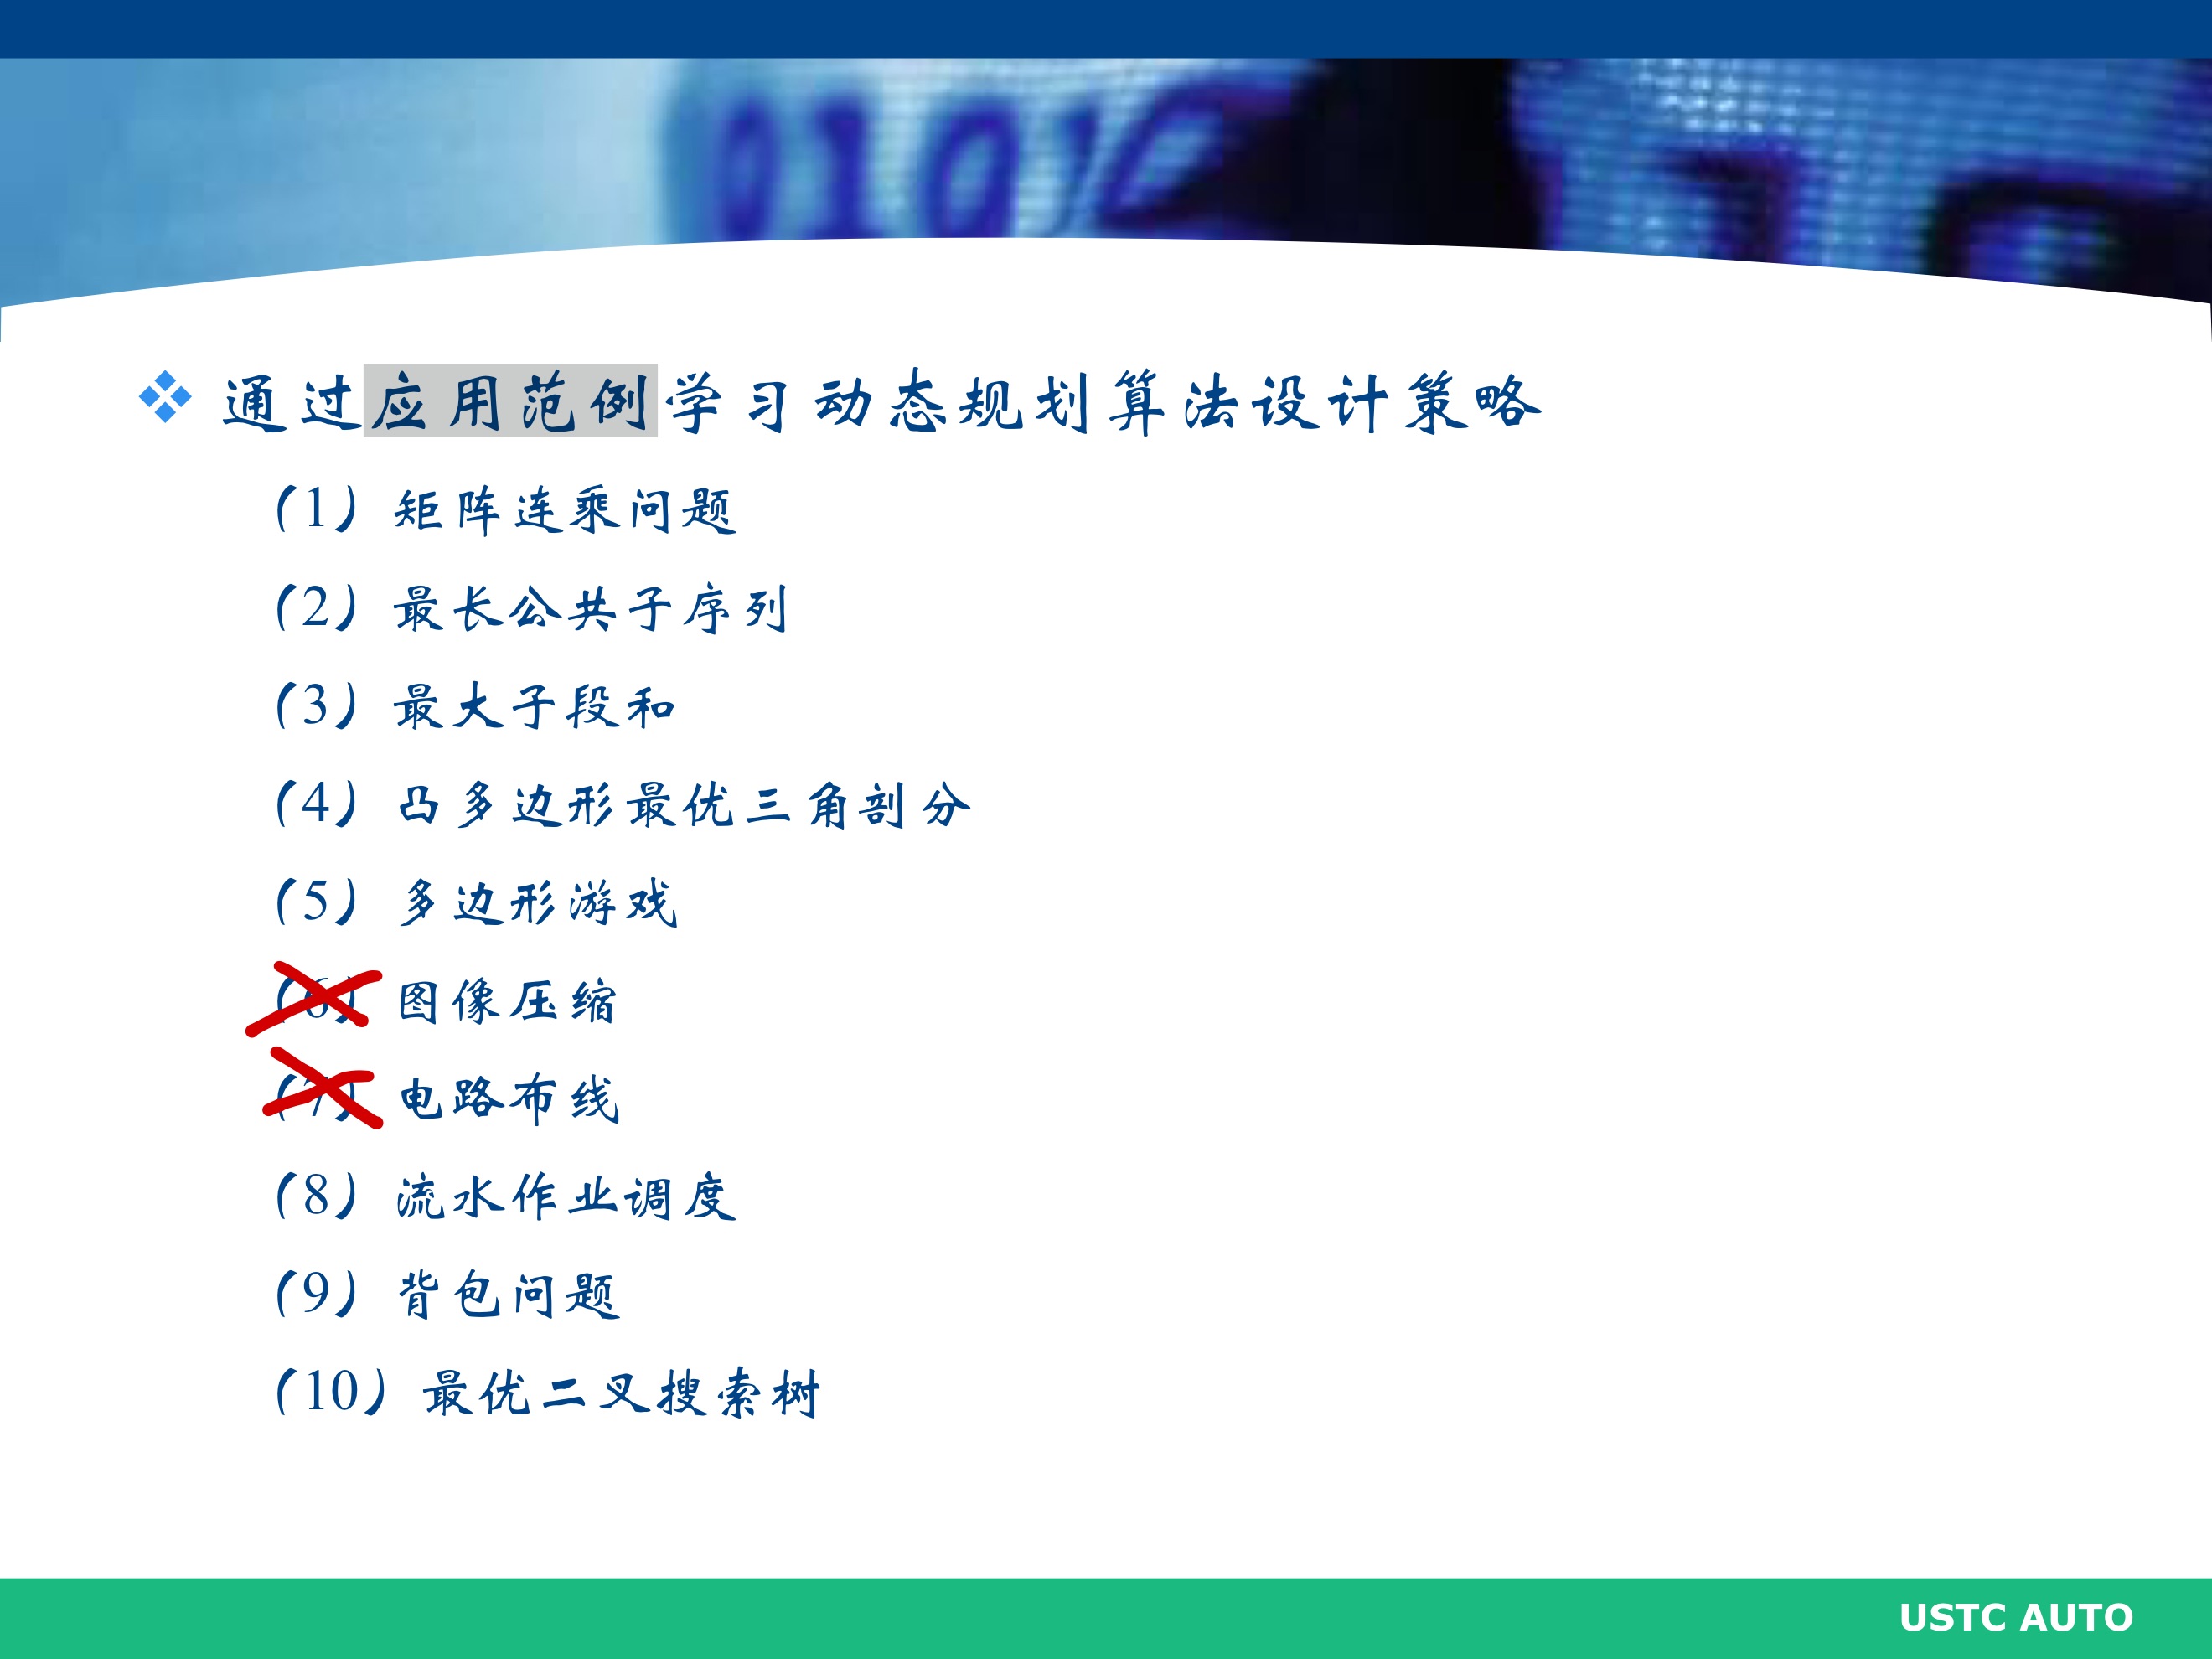 010%
通过应用范例学习动态规划算法设计策略
(1) 矩阵连乘问题
(2) 最长公共子序列
(3) 最大子段和
(4) 凸多边形最优三角剖分
(5) 多边形游戏
(6) 图像压缩
(7) 电路布线
(8) 流水作业调度
(9) 背包问题
(10) 最优二叉搜索树
USTC AUTO